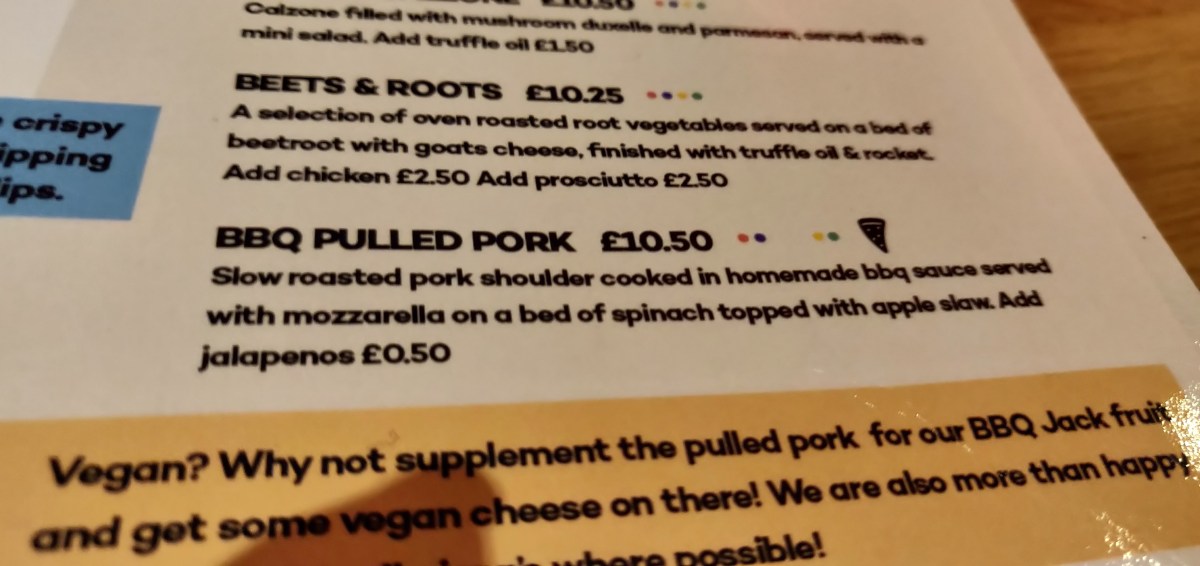 £10.50
Calzone filled with mushroom duxelle and parmesan, served with a
mini salad. Add truffle oil £1.50
BEETS & ROOTS £10.25
A selection of oven roasted root vegetables served on a bed of
beetroot with goats cheese, finished with truffle oil & rocket.
Add chicken £2.50 Add prosciutto £2.50
crispy
ipping
ips.
BBQ PULLED PORK £10.50
Slow roasted pork shoulder cooked in homemade bbq sauce served
with mozzarella on a bed of spinach topped with apple slaw. Add
jalapenos £0.50
Vegan? Why not supplement the pulled pork for our BBQ Jack fruit
and get some vegan cheese on there! We are also more than happy
where possible!